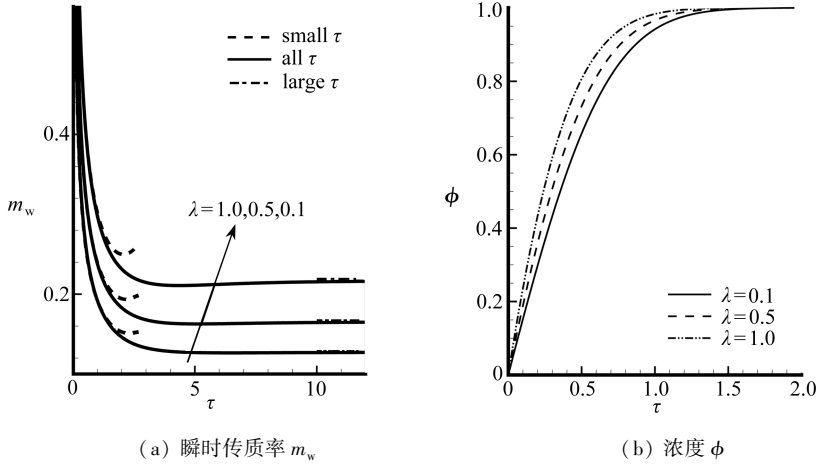 small τ
all τ
large τ
0.4
m_w
λ=1.0,0.5,0.1
0.2
0
5
10
τ
(a) 瞬时传质率 m_w
1.0
0.8
0.6
ϕ
0.4
0.2
0
λ=0.1
λ=0.5
λ=1.0
0
0.5
1.0
1.5
2.0
τ
(b) 浓度 ϕ